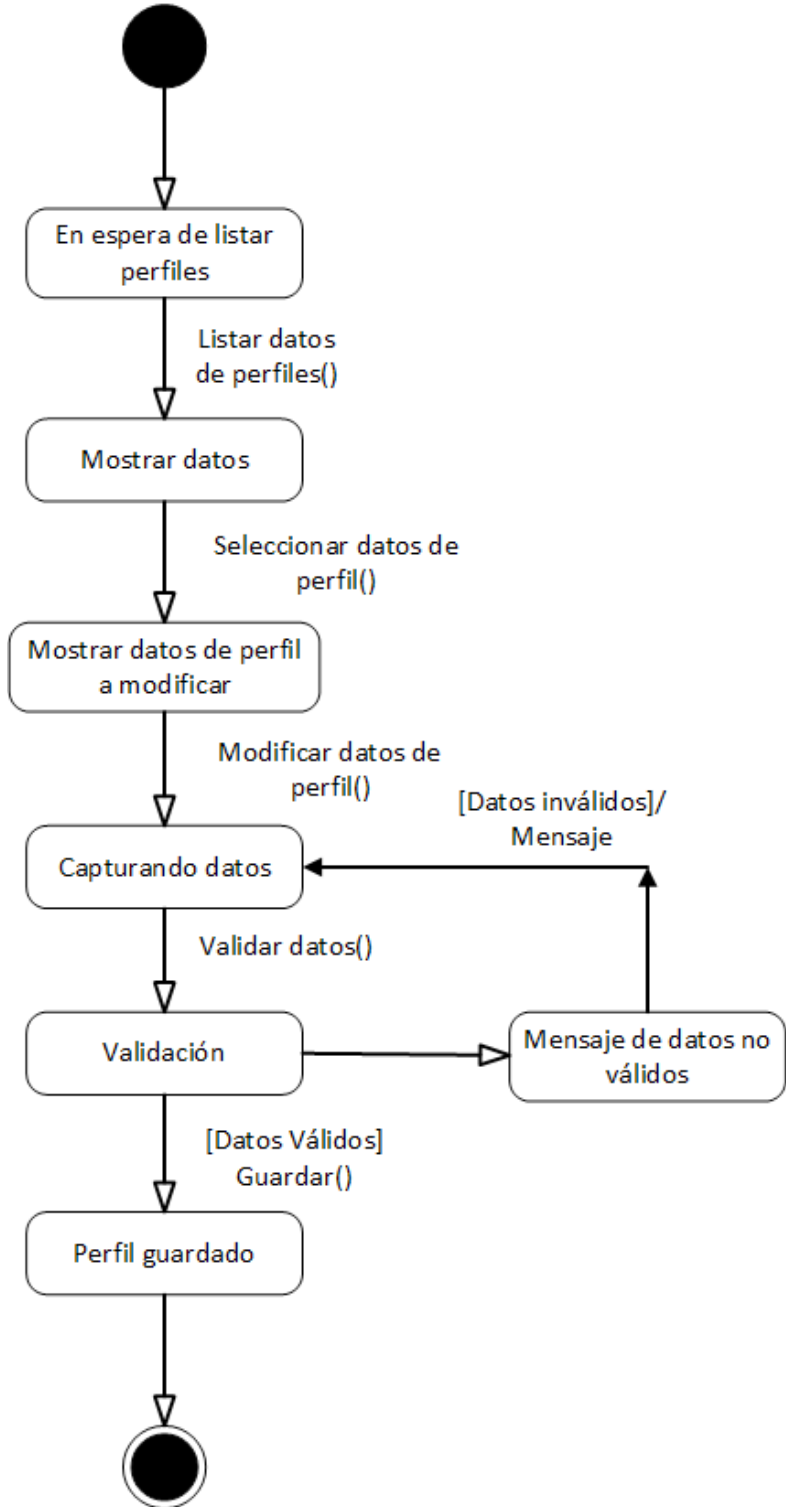 En espera de listar
perfiles
Listar datos
de perfiles()
Mostrar datos
Seleccionar datos de
perfil()
Mostrar datos de perfil
a modificar
Modificar datos de
perfil()
[Datos inválidos]/
Mensaje
Capturando datos
Validar datos()
Validación
Mensaje de datos no
válidos
[Datos Válidos]
Guardar()
Perfil guardado